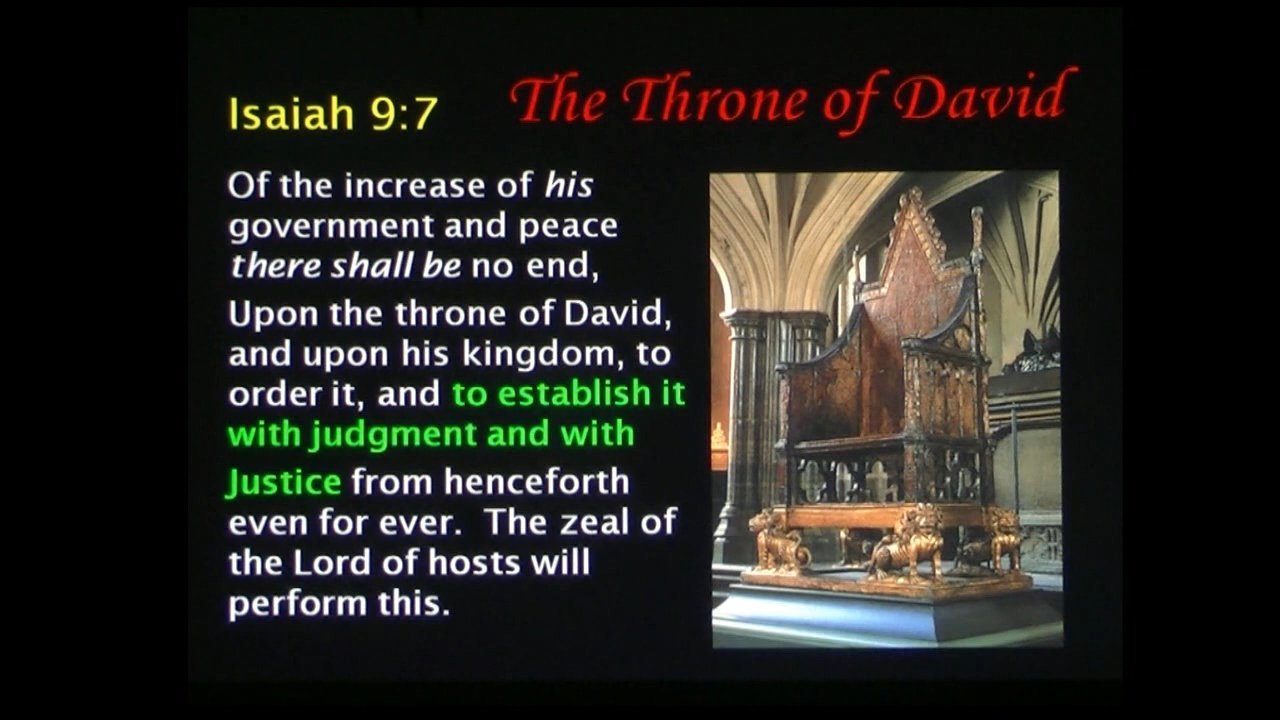 Isaiah 9:7
The Throne of David
Of the increase of his
government and peace
there shall be no end,
Upon the throne of David,
and upon his kingdom, to
order it, and to establish it
with judgment and with
Justice from henceforth
even for ever. The zeal of
the Lord of hosts will
perform this.